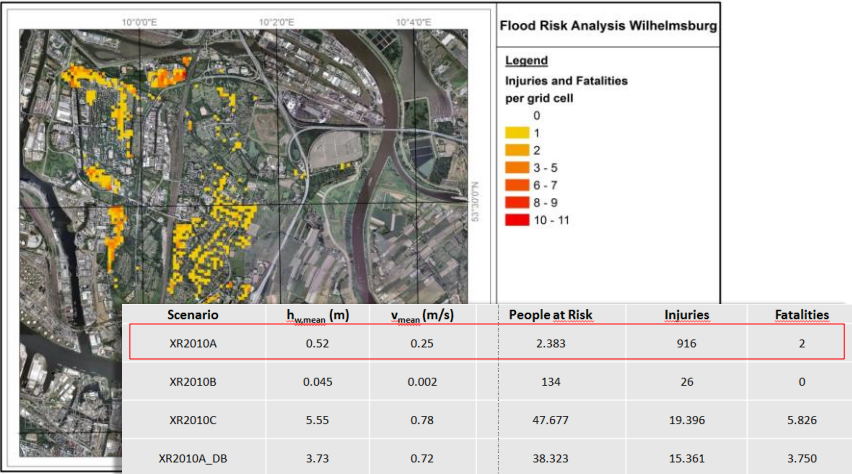 10°0'0"E 10°2'0"E 10°4'0"E
53°30'0"N
Flood Risk Analysis Wilhelmsburg
Legend
Injuries and Fatalities
per grid cell
0
1
2
3 - 5
6 - 7
8 - 9
10 - 11
Scenario h w,mean (m) v mean (m/s) People at Risk Injuries Fatalities
XR2010A 0.52 0.25 2.383 916 2
XR2010B 0.045 0.002 134 26 0
XR2010C 5.55 0.78 47.677 19.396 5.826
XR2010A_DB 3.73 0.72 38.323 15.361 3.750